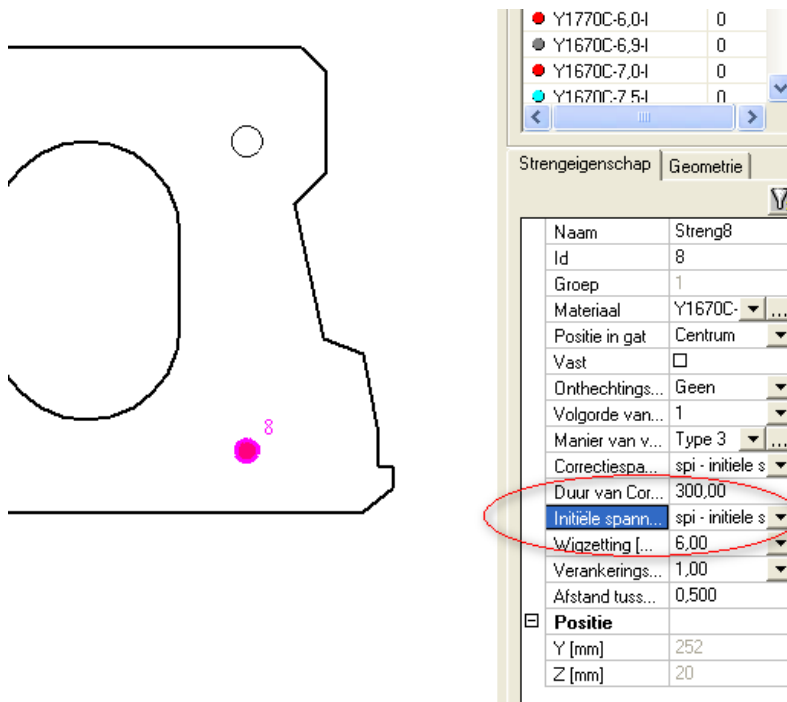 Y1770C-6,0-I 0
Y1670C-6,9-I 0
Y1670C-7,0-I 0
Y1670C-7,5-I 0
Strengeigenschap Geometrie
Naam Streng8
Id 8
Groep 1
Materiaal Y1670C- ...
Positie in gat Centrum
Vast
Onthechtings... Geen
Volgorde van... 1
Manier van v... Type 3 ...
Correctiespa... spi - initiele s
Duur van Cor... 300,00
Initiële spann... spi - initiele s
Wigzetting [... 6,00
Verankerings... 1,00
Afstand tuss... 0,500
Positie
Y [mm] 252
Z [mm] 20
8